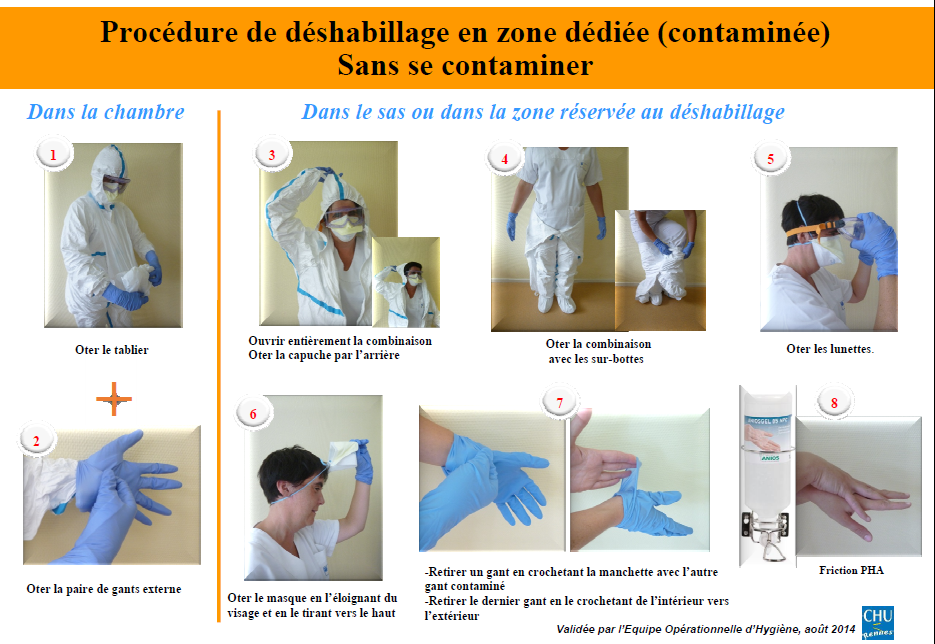 Procédure de déshabillage en zone dédiée (contaminée)
Sans se contaminer
Dans la chambre
Dans le sas ou dans la zone réservée au déshabillage
1
Oter le tablier
2
Oter la paire de gants externe
3
Ouvrir entièrement la combinaison
Oter la capuche par l'arrière
4
Oter la combinaison
avec les sur-bottes
5
Oter les lunettes.
6
Oter le masque en l'éloignant du
visage et en le tirant vers le haut
7
-Retirer un gant en crochetant la manchette avec l'autre
gant contaminé
-Retirer le dernier gant en le crochetant de l'intérieur vers
l'extérieur
8
ANIOS
Friction PHA
Validée par l'Equipe Opérationnelle d'Hygiène, août 2014
CHU
Rennes